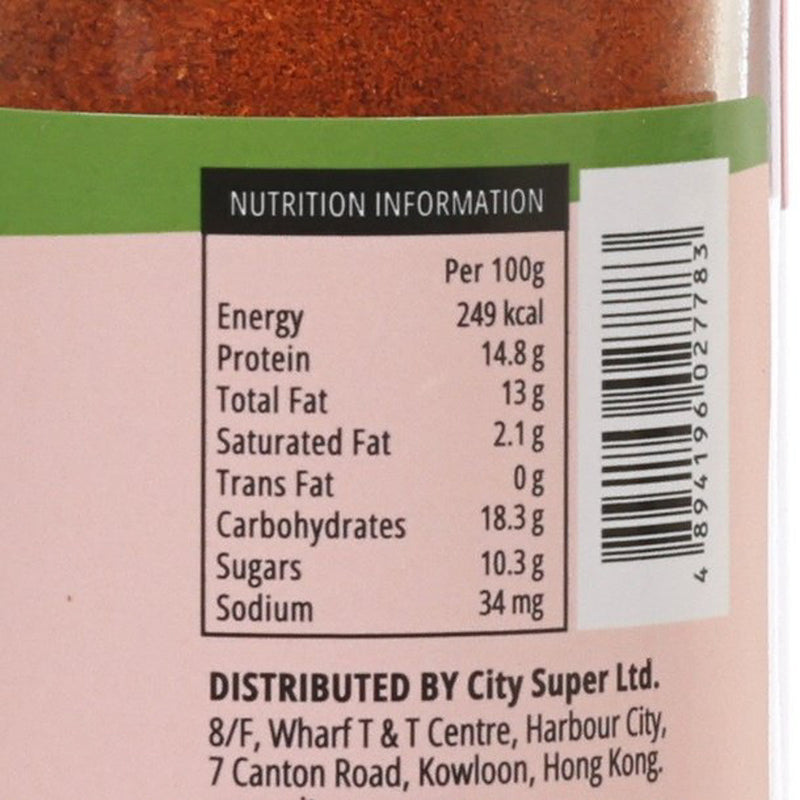 NUTRITION INFORMATION
Per 100g
Energy 249 kcal
Protein 14.8 g
Total Fat 13 g
Saturated Fat 2.1 g
Trans Fat 0 g
Carbohydrates 18.3 g
Sugars 10.3 g
Sodium 34 mg
DISTRIBUTED BY City Super Ltd.
8/F, Wharf T & T Centre, Harbour City,
7 Canton Road, Kowloon, Hong Kong.
4 894196 027783